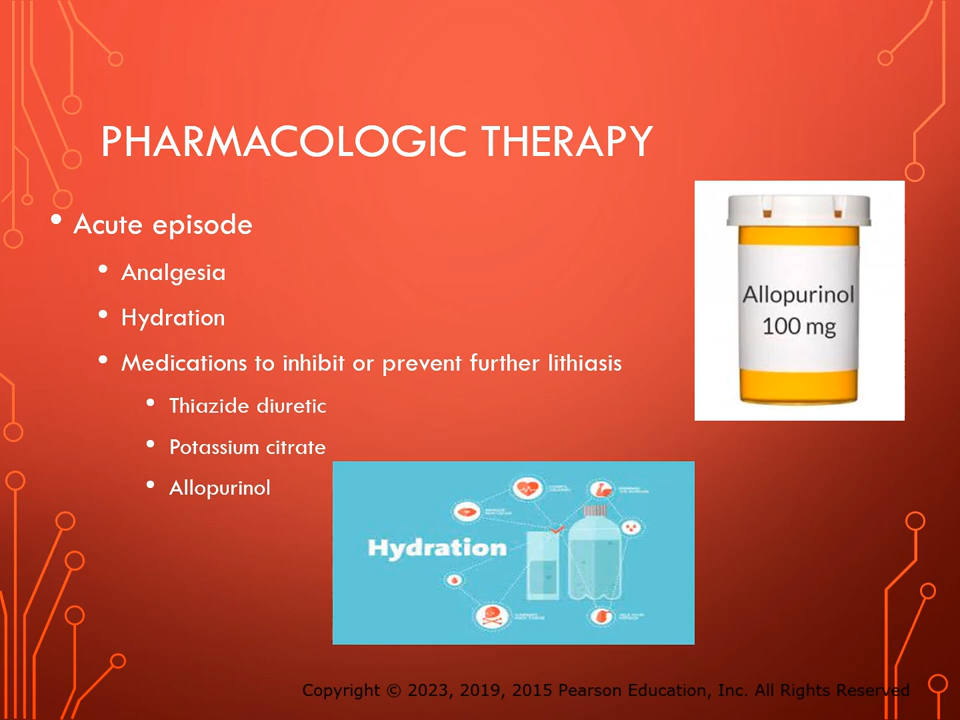 PHARMACOLOGIC THERAPY
• Acute episode
• Analgesia
• Hydration
• Medications to inhibit or prevent further lithiasis
• Thiazide diuretic
• Potassium citrate
• Allopurinol
Allopurinol
100 mg
Hydration
Copyright © 2023, 2019, 2015 Pearson Education, Inc. All Rights Reserved